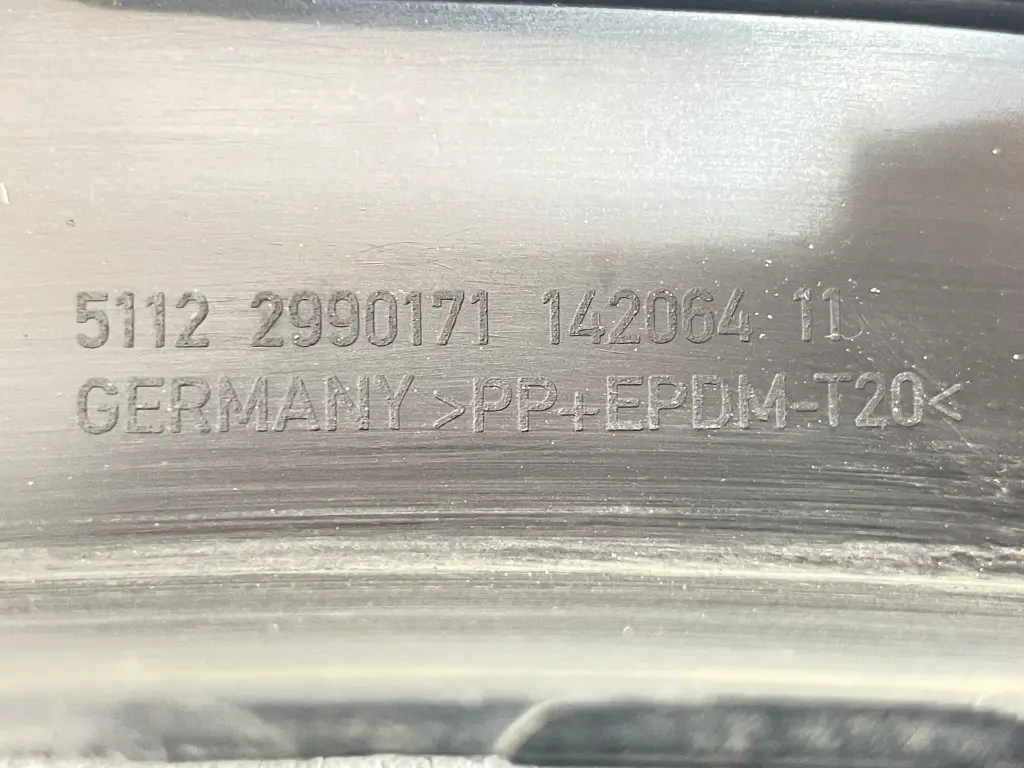 5112 2990171 142064 11
GERMANY >PP+EPDM-T20<